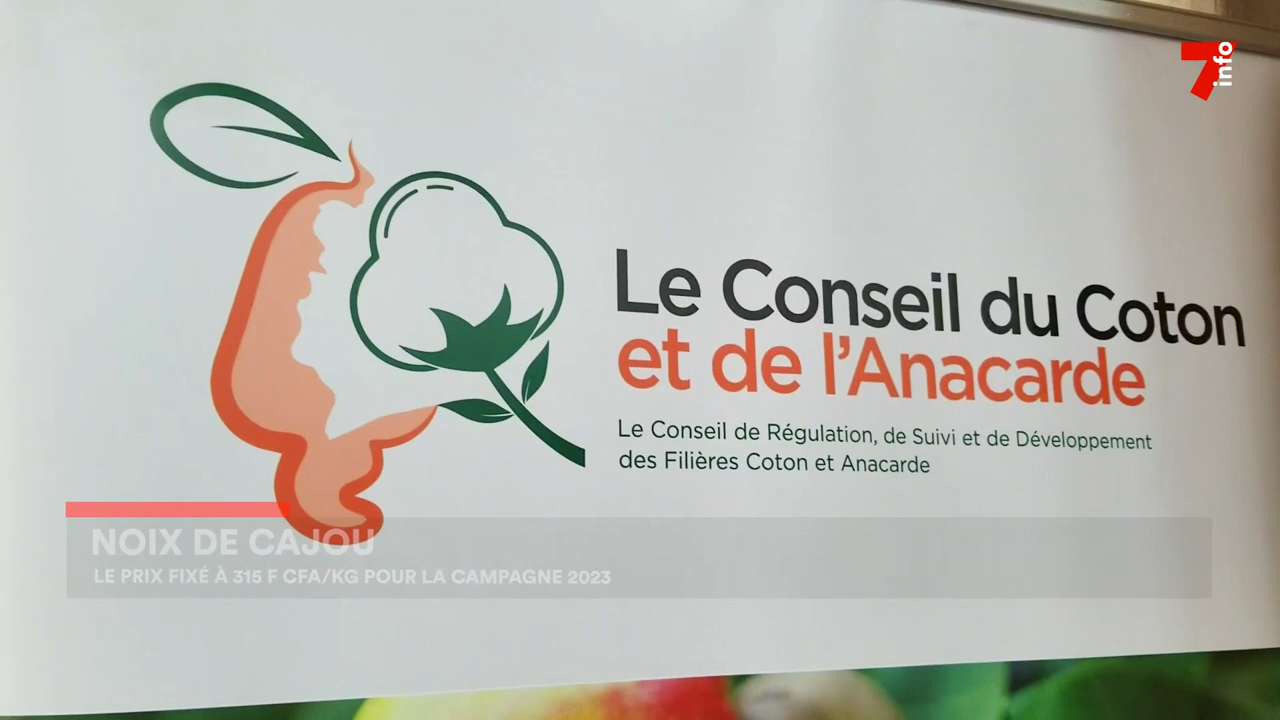 7info
Le Conseil du Coton
et de l'Anacarde
Le Conseil de Régulation, de Suivi et de Développement
des Filières Coton et Anacarde
NOIX DE CAJOU
LE PRIX FIXÉ À 315 F CFA/KG POUR LA CAMPAGNE 2023